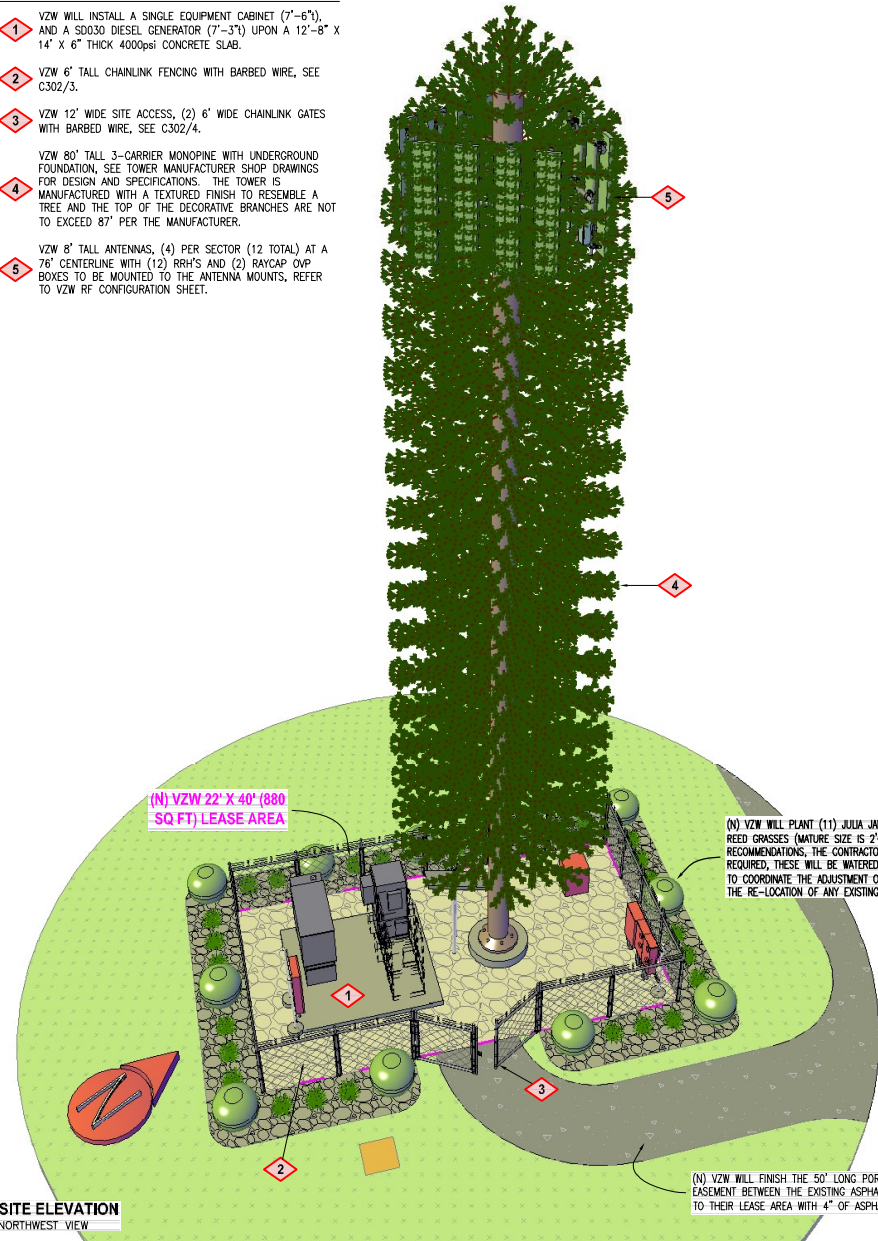 1
VZW WILL INSTALL A SINGLE EQUIPMENT CABINET (7'-6"t),
AND A SD030 DIESEL GENERATOR (7'-3"t) UPON A 12'-8" X
14' X 6" THICK 4000psi CONCRETE SLAB.
2
VZW 6' TALL CHAINLINK FENCING WITH BARBED WIRE, SEE
C302/3.
3
VZW 12' WIDE SITE ACCESS, (2) 6' WIDE CHAINLINK GATES
WITH BARBED WIRE, SEE C302/4.
4
VZW 80' TALL 3-CARRIER MONOPINE WITH UNDERGROUND
FOUNDATION, SEE TOWER MANUFACTURER SHOP DRAWINGS
FOR DESIGN AND SPECIFICATIONS. THE TOWER IS
MANUFACTURED WITH A TEXTURED FINISH TO RESEMBLE A
TREE AND THE TOP OF THE DECORATIVE BRANCHES ARE NOT
TO EXCEED 87' PER THE MANUFACTURER.
5
VZW 8' TALL ANTENNAS, (4) PER SECTOR (12 TOTAL) AT A
76' CENTERLINE WITH (12) RRH'S AND (2) RAYCAP OVP
BOXES TO BE MOUNTED TO THE ANTENNA MOUNTS, REFER
TO VZW RF CONFIGURATION SHEET.
5
4
(N) VZW 22' X 40' (880
SQ FT) LEASE AREA
(N) VZW WILL PLANT (11) JULIA JA
REED GRASSES (MATURE SIZE IS 2'
RECOMMENDATIONS, THE CONTRACTO
REQUIRED, THESE WILL BE WATERED
TO COORDINATE THE ADJUSTMENT O
THE RE-LOCATION OF ANY EXISTING
1
3
N
2
(N) VZW WILL FINISH THE 50' LONG POR
EASEMENT BETWEEN THE EXISTING ASPHA
TO THEIR LEASE AREA WITH 4" OF ASPH
SITE ELEVATION
NORTHWEST VIEW